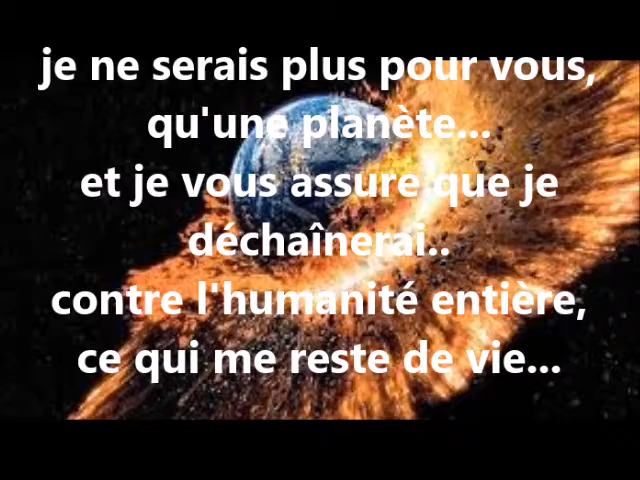 je ne serais plus pour vous,
qu'une planète...
et je vous assure que je
déchaînerai..
contre l'humanité entière,
ce qui me reste de vie...